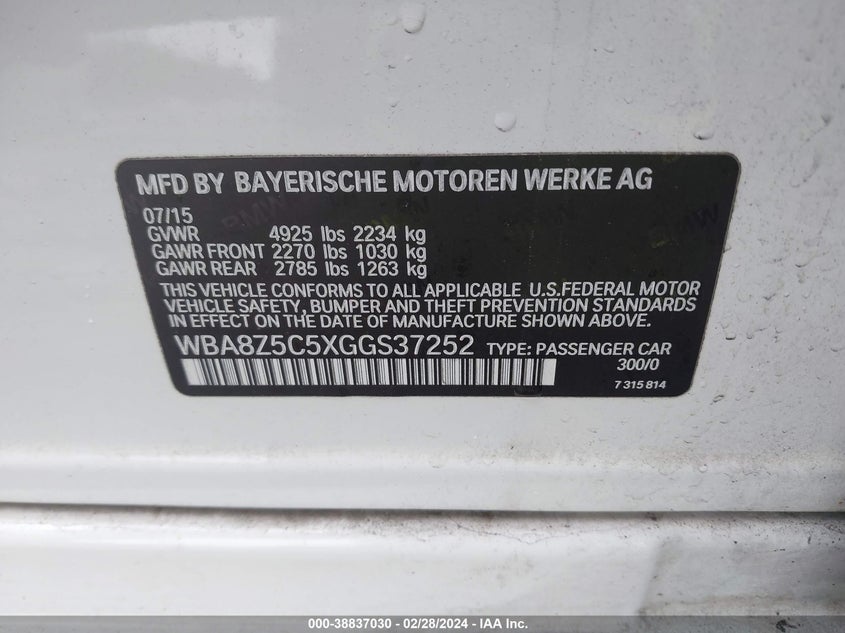 MFD BY BAYERISCHE MOTOREN WERKE AG
07/15
GVWR 4925 lbs 2234 kg
GAWR FRONT 2270 lbs 1030 kg
GAWR REAR 2785 lbs 1263 kg
THIS VEHICLE CONFORMS TO ALL APPLICABLE U.S.FEDERAL MOTOR
VEHICLE SAFETY, BUMPER AND THEFT PREVENTION STANDARDS
IN EFFECT ON THE DATE OF MANUFACTURE SHOWN ABOVE.
WBA8Z5C5XGGS37252 TYPE: PASSENGER CAR
300/0
7 315 814
000-38837030 - 02/28/2024 - IAA Inc.